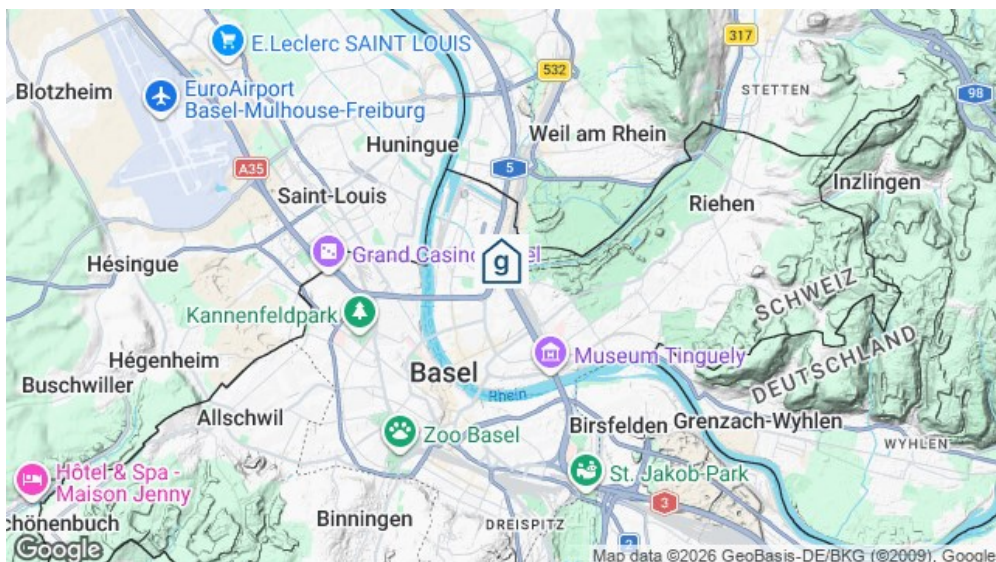 E.Leclerc SAINT LOUIS
317
532
Blotzheim
EuroAirport
Basel-Mulhouse-Freiburg
STETTEN
98
Huningue
Weil am Rhein
A35
5
Inzlingen
Saint-Louis
Riehen
Grand Casino
el
g
Hésingue
SCHWEIZ
Kannenfeldpark
Hégenheim
Museum Tinguely
DEUTSCHLAND
Basel
Buschwiller
Rhein
Allschwil
Birsfelden
Grenzach-Wyhlen
Zoo Basel
WYHLEN
Hôtel & Spa -
Maison Jenny
St. Jakob-Park
3
chönenbuch
Binningen
DREISPITZ
2
Google
Map data ©2026 GeoBasis-DE/BKG (©2009), Google